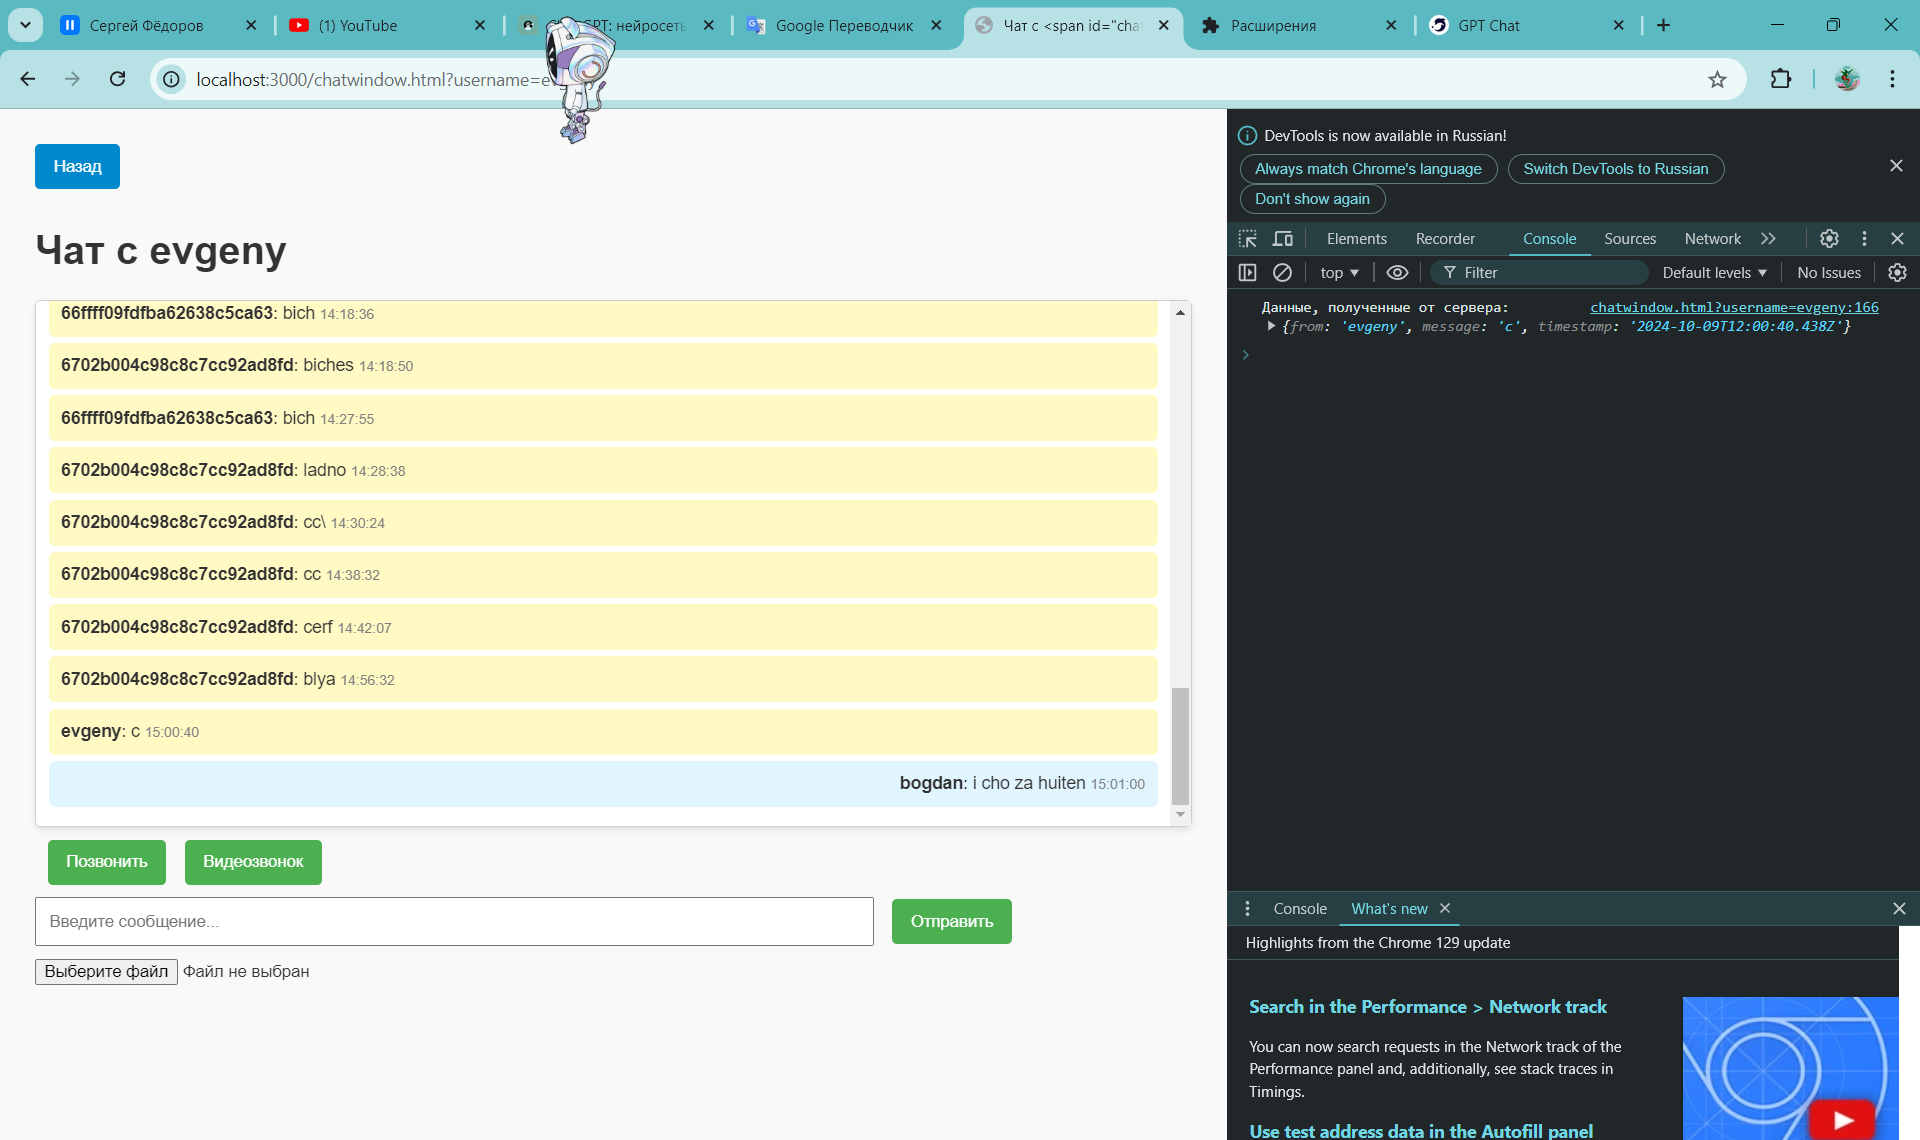 Сергей Фёдоров
(1) YouTube
GPT: нейросеть
Google Переводчик
Чат с <span id="cha
Расширения
GPT Chat
localhost:3000/chatwindow.html?username=e
Назад
Чат с evgeny
66ffff09fdfba62638c5ca63: bich 14:18:36
6702b004c98c8c7cc92ad8fd: biches 14:18:50
66ffff09fdfba62638c5ca63: bich 14:27:55
6702b004c98c8c7cc92ad8fd: ladno 14:28:38
6702b004c98c8c7cc92ad8fd: cc\ 14:30:24
6702b004c98c8c7cc92ad8fd: cc 14:38:32
6702b004c98c8c7cc92ad8fd: cerf 14:42:07
6702b004c98c8c7cc92ad8fd: blya 14:56:32
evgeny: c 15:00:40
bogdan: i cho za huiten 15:01:00
Позвонить
Видеозвонок
Введите сообщение...
Отправить
Выберите файл Файл не выбран
DevTools is now available in Russian!
Always match Chrome's language
Switch DevTools to Russian
Don't show again
Elements
Recorder
Console
Sources
Network
top
Filter
Default levels
No Issues
Данные, полученные от сервера:
chatwindow.html?username=evgeny:166
{from: 'evgeny', message: 'c', timestamp: '2024-10-09T12:00:40.438Z'}
Console
What's new
Highlights from the Chrome 129 update
Search in the Performance > Network track
You can now search requests in the Network track of the
Performance panel and, additionally, see stack traces in
Timings.
Use test address data in the Autofill panel